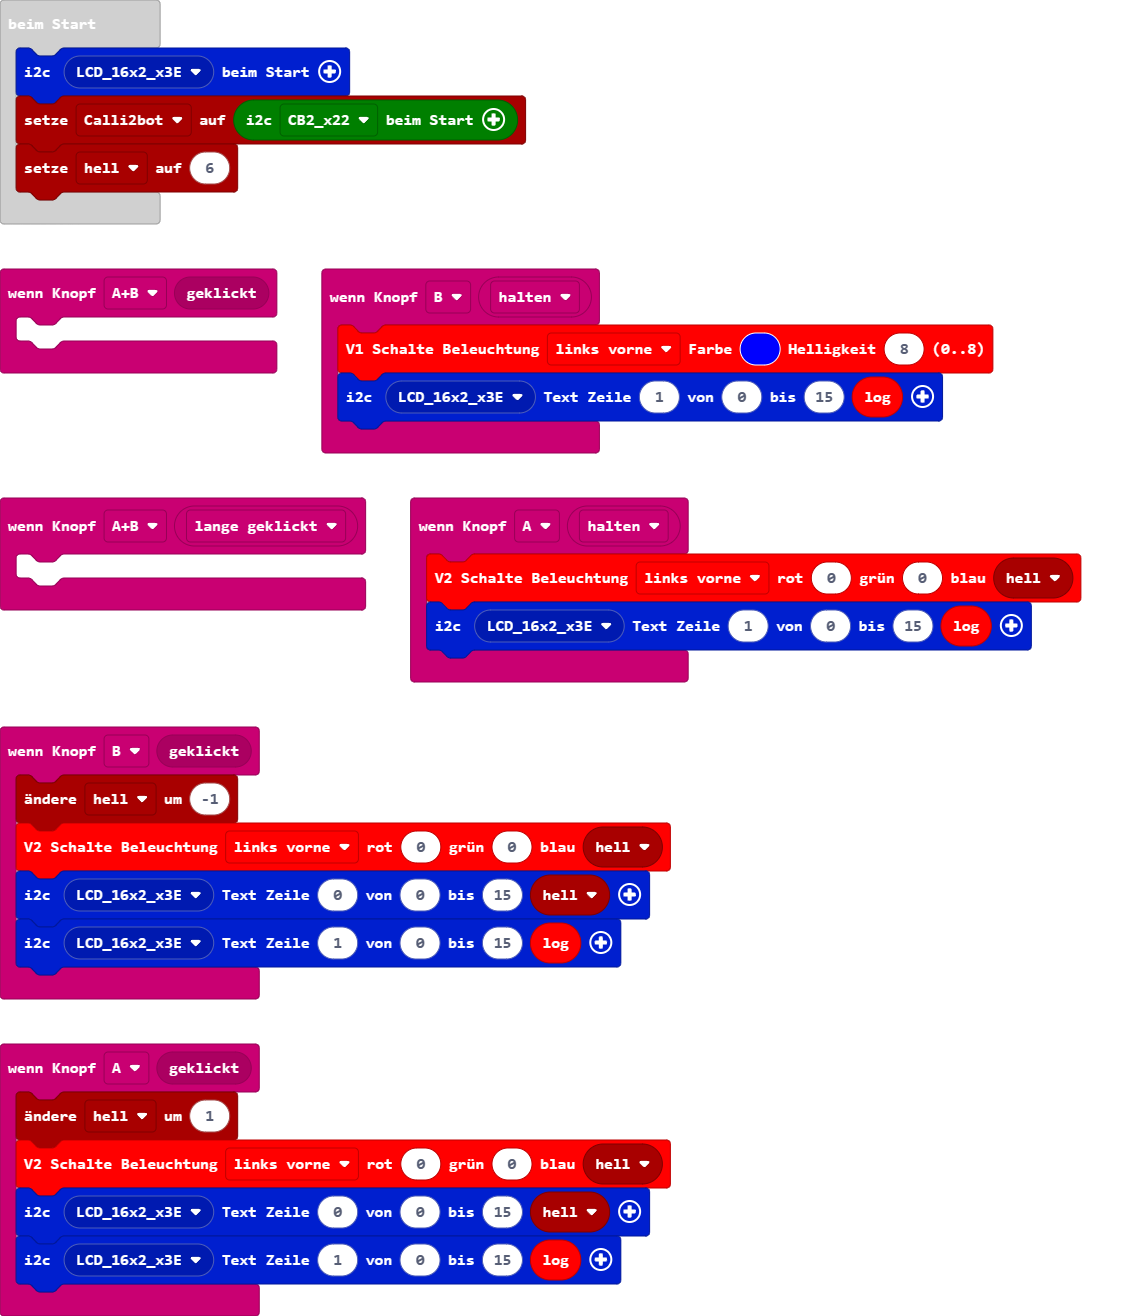 beim Start
i2c LCD_16x2_x3E beim Start
setze Calli2bot auf i2c CB2_x22 beim Start
setze hell auf 6
wenn Knopf A+B geklickt
wenn Knopf B halten
V1 Schalte Beleuchtung links vorne Farbe Helligkeit 8 (0..8)
i2c LCD_16x2_x3E Text Zeile 1 von 0 bis 15 log
wenn Knopf A+B lange geklickt
wenn Knopf A halten
V2 Schalte Beleuchtung links vorne rot 0 grün 0 blau hell
i2c LCD_16x2_x3E Text Zeile 1 von 0 bis 15 log
wenn Knopf B geklickt
ändere hell um -1
V2 Schalte Beleuchtung links vorne rot 0 grün 0 blau hell
i2c LCD_16x2_x3E Text Zeile 0 von 0 bis 15 hell
i2c LCD_16x2_x3E Text Zeile 1 von 0 bis 15 log
wenn Knopf A geklickt
ändere hell um 1
V2 Schalte Beleuchtung links vorne rot 0 grün 0 blau hell
i2c LCD_16x2_x3E Text Zeile 0 von 0 bis 15 hell
i2c LCD_16x2_x3E Text Zeile 1 von 0 bis 15 log